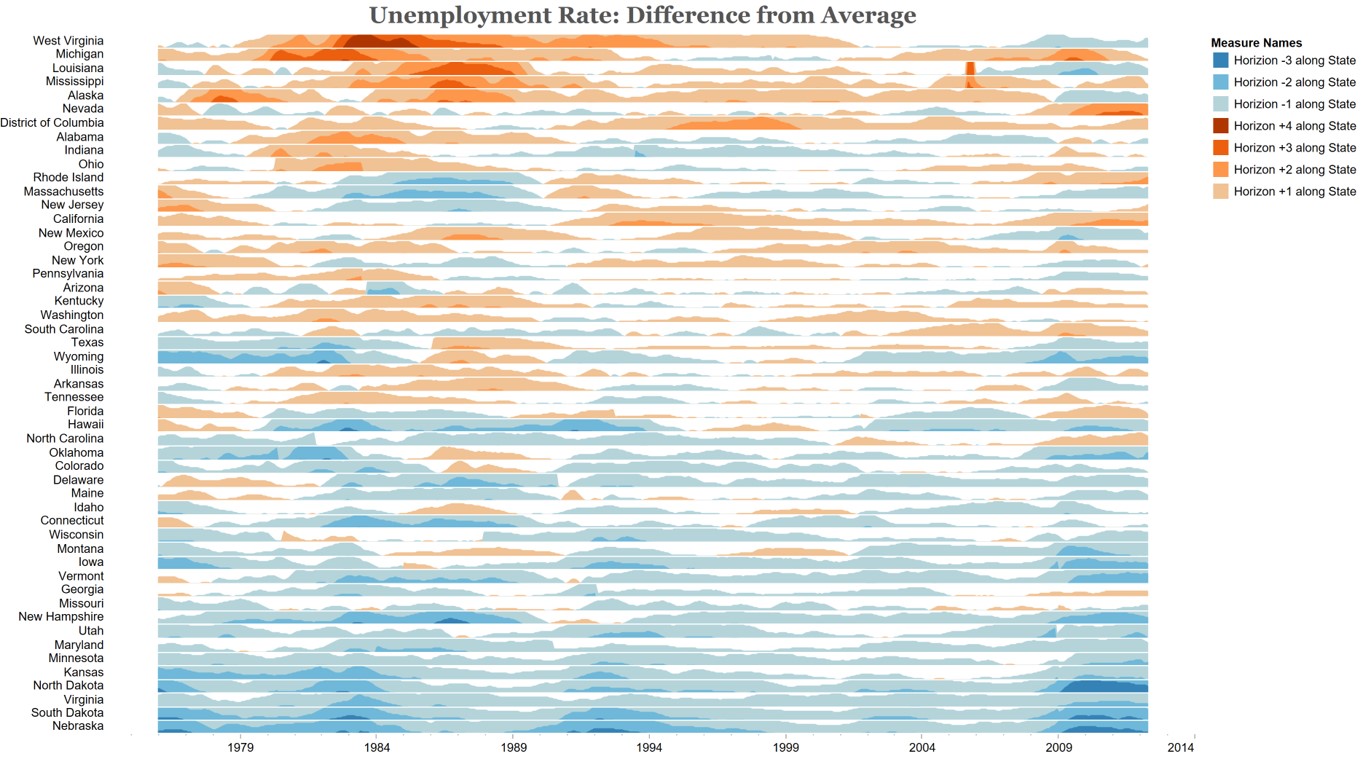 Unemployment Rate: Difference from Average
West Virginia
Michigan
Louisiana
Mississippi
Alaska
Nevada
District of Columbia
Alabama
Indiana
Ohio
Rhode Island
Massachusetts
New Jersey
California
New Mexico
Oregon
New York
Pennsylvania
Arizona
Kentucky
Washington
South Carolina
Texas
Wyoming
Illinois
Arkansas
Tennessee
Florida
Hawaii
North Carolina
Oklahoma
Colorado
Delaware
Maine
Idaho
Connecticut
Wisconsin
Montana
Iowa
Vermont
Georgia
Missouri
New Hampshire
Utah
Maryland
Minnesota
Kansas
North Dakota
Virginia
South Dakota
Nebraska
1979 1984 1989 1994 1999 2004 2009 2014
Measure Names
Horizon -3 along State
Horizon -2 along State
Horizon -1 along State
Horizon +4 along State
Horizon +3 along State
Horizon +2 along State
Horizon +1 along State